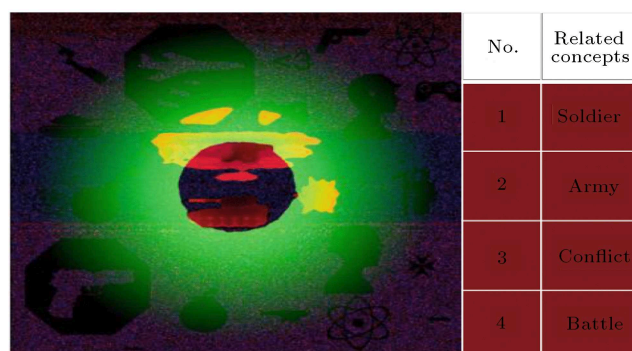 No. Related
concepts
1 Soldier
2 Army
3 Conflict
4 Battle